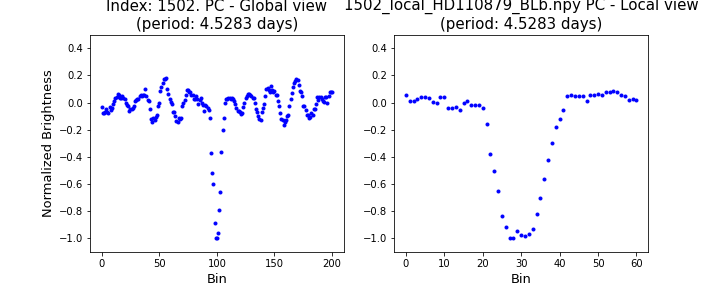 Index: 1502. PC - Global view
(period: 4.5283 days)
1502_local_HD110879_BLb.npy PC - Local view
(period: 4.5283 days)
Normalized Brightness
0.4
0.2
0.0
−0.2
−0.4
−0.6
−0.8
−1.0
0 50 100 150 200
Bin
0.4
0.2
0.0
−0.2
−0.4
−0.6
−0.8
−1.0
0 10 20 30 40 50 60
Bin